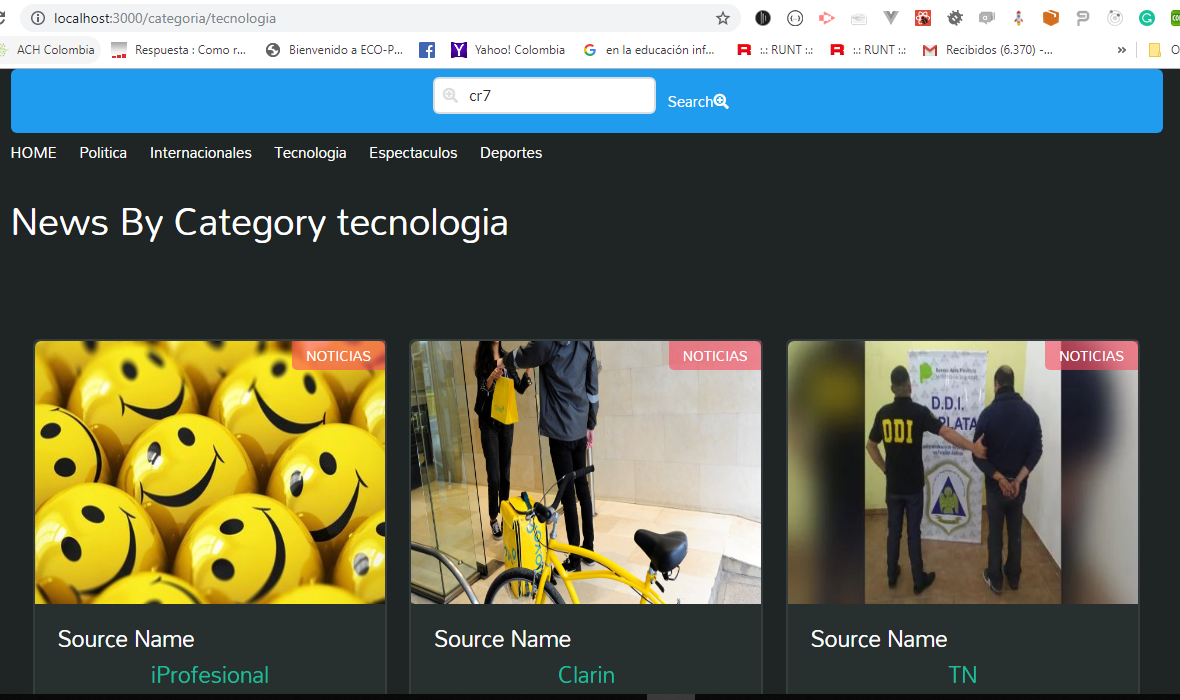 localhost:3000/categoria/tecnologia
ACH Colombia
Respuesta : Como r...
Bienvenido a ECO-P...
Yahoo! Colombia
en la educación inf...
:.: RUNT :.:
:.: RUNT :.:
Recibidos (6.370) -...
»
cr7
Search
HOME Politica Internacionales Tecnologia Espectaculos Deportes
News By Category tecnologia
NOTICIAS
NOTICIAS
NOTICIAS
DDI
D.D.I.
PLATA
Source Name
iProfesional
Source Name
Clarin
Source Name
TN